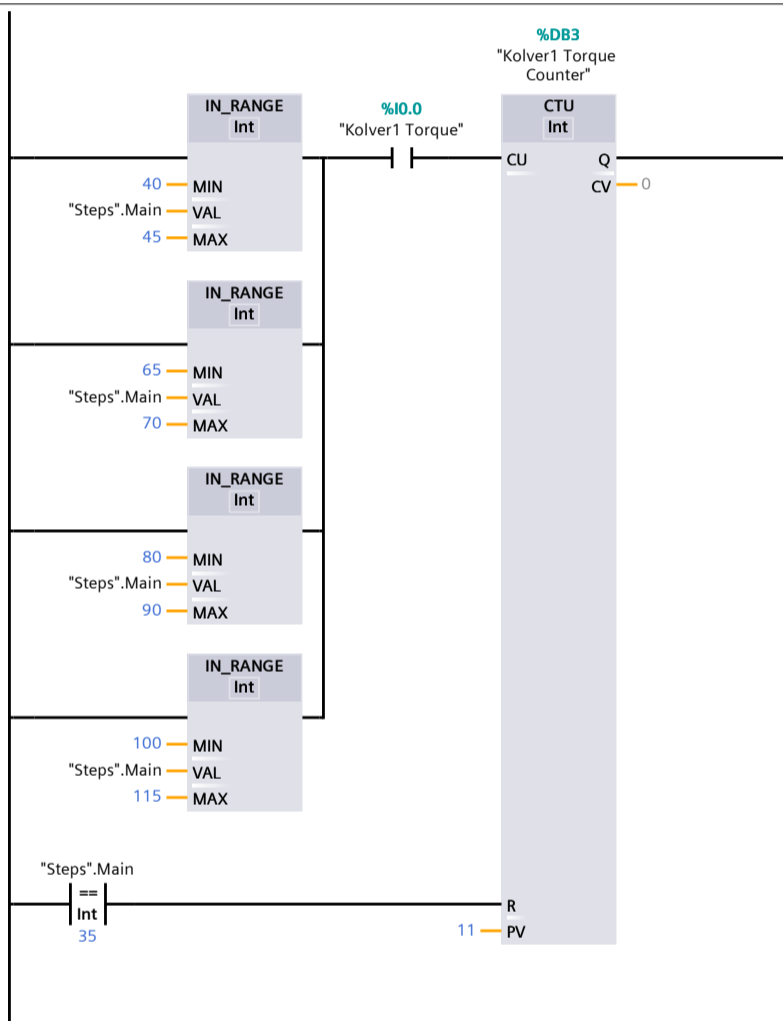 %DB3
"Kolver1 Torque
Counter"
IN_RANGE
Int
40 MIN
"Steps".Main VAL
45 MAX
%I0.0
"Kolver1 Torque"
CTU
Int
CU Q
CV 0
IN_RANGE
Int
65 MIN
"Steps".Main VAL
70 MAX
IN_RANGE
Int
80 MIN
"Steps".Main VAL
90 MAX
IN_RANGE
Int
100 MIN
"Steps".Main VAL
115 MAX
"Steps".Main
==
Int
35
R
11 PV